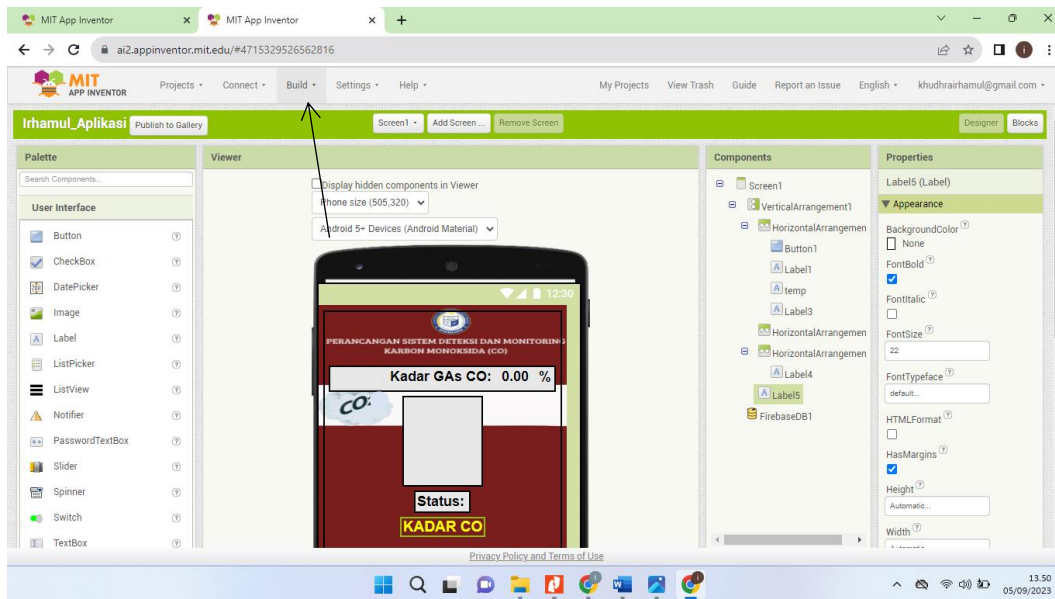 MIT App Inventor
MIT App Inventor
ai2.appinventor.mit.edu/#4715329526562816
MIT
APP INVENTOR
Projects
Connect
Build
Settings
Help
My Projects
View Trash
Guide
Report an Issue
English
khudhrairhamul@gmail.com
Irhamul_Aplikasi
Publish to Gallery
Screen1
Add Screen ...
Remove Screen
Designer
Blocks
Palette
Search Components...
User Interface
Button
CheckBox
DatePicker
Image
Label
ListPicker
ListView
Notifier
PasswordTextBox
Slider
Spinner
Switch
TextBox
Viewer
Display hidden components in Viewer
Phone size (505,320)
Android 5+ Devices (Android Material)
12:30
PERANCANGAN SISTEM DETEKSI DAN MONITORING
KARBON MONOKSIDA (CO)
Kadar GAs CO: 0.00 %
CO:
Status:
KADAR CO
Components
Screen1
VerticalArrangement1
HorizontalArrangemen
Button1
Label1
temp
Label3
HorizontalArrangemen
HorizontalArrangemen
Label4
Label5
FirebaseDB1
Properties
Label5 (Label)
Appearance
BackgroundColor
None
FontBold
FontItalic
FontSize
22
FontTypeface
default...
HTMLFormat
HasMargins
Height
Automatic...
Width
Automatic
Privacy Policy and Terms of Use
13.50
05/09/2023